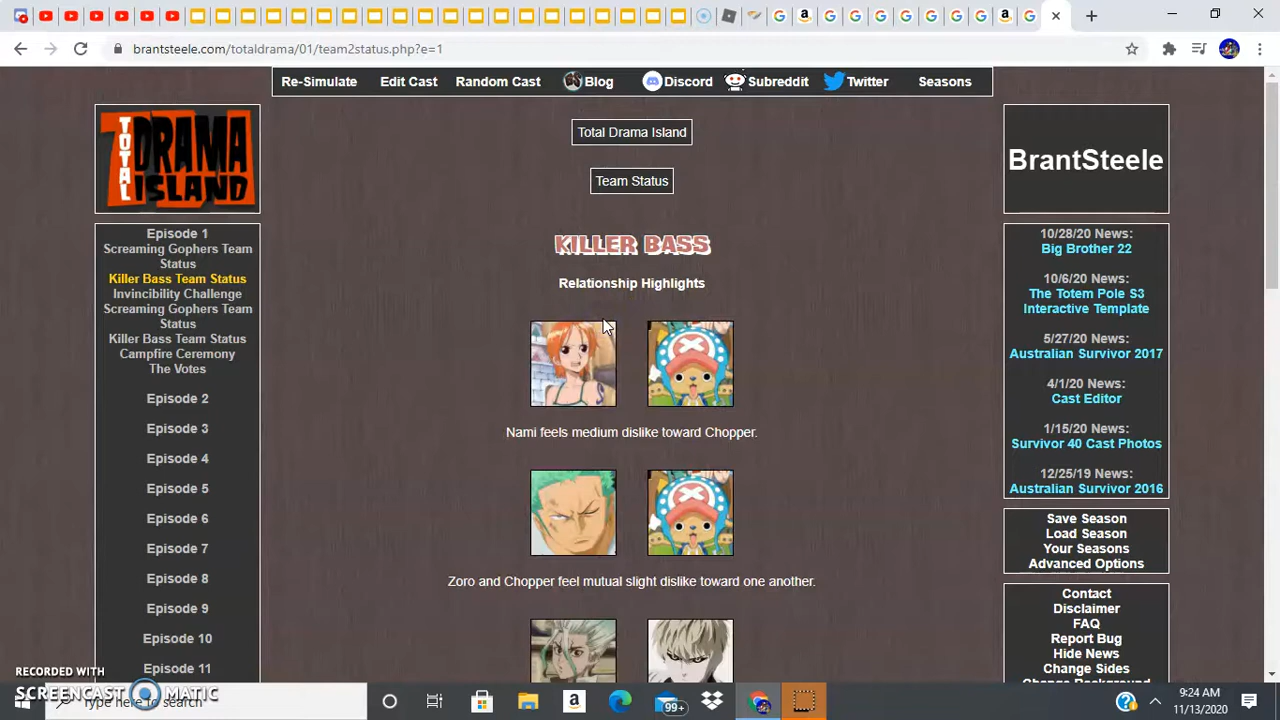 brantsteele.com/totaldrama/01/team2status.php?e=1
Re-Simulate Edit Cast Random Cast Blog Discord Subreddit Twitter Seasons
TOTAL DRAMA ISLAND
Episode 1
Screaming Gophers Team
Status
Killer Bass Team Status
Invincibility Challenge
Screaming Gophers Team
Status
Killer Bass Team Status
Campfire Ceremony
The Votes
Episode 2
Episode 3
Episode 4
Episode 5
Episode 6
Episode 7
Episode 8
Episode 9
Episode 10
Episode 11
Total Drama Island
Team Status
KILLER BASS
Relationship Highlights
Nami feels medium dislike toward Chopper.
Zoro and Chopper feel mutual slight dislike toward one another.
BrantSteele
10/28/20 News:
Big Brother 22
10/6/20 News:
The Totem Pole S3
Interactive Template
5/27/20 News:
Australian Survivor 2017
4/1/20 News:
Cast Editor
1/15/20 News:
Survivor 40 Cast Photos
12/25/19 News:
Australian Survivor 2016
Save Season
Load Season
Your Seasons
Advanced Options
Contact
Disclaimer
FAQ
Report Bug
Hide News
Change Sides
Change Background
RECORDED WITH
SCREENCAST MATIC
Type here to search
99+
9:24 AM
11/13/2020